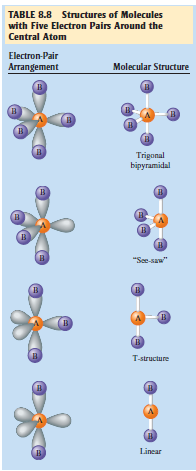 TABLE 8.8 Structures of Molecules
with Five Electron Pairs Around the
Central Atom
Electron-Pair
Arrangement
Molecular Structure
B
B
B
A
B
B
B
B
A
B
B
B
Trigonal
bipyramidal
B
B
A
B
B
B
B
A
B
B
"See-saw"
B
A
B
B
B
A
B
B
T-structure
B
A
B
B
A
B
Linear